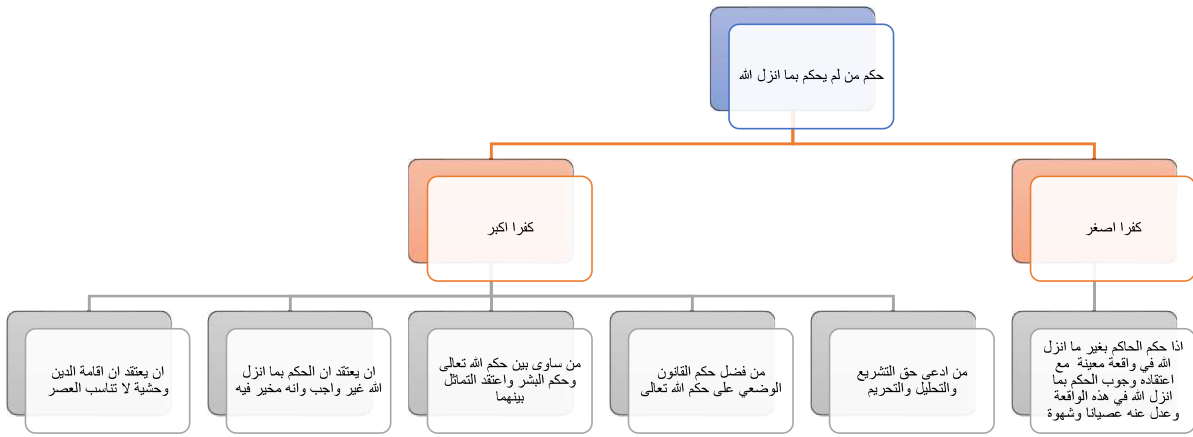 حكم من لم يحكم بما انزل الله
كفرا اصغر
كفرا اكبر
اذا حكم الحاكم بغير ما انزل
الله في واقعة معينة مع
اعتقاده وجوب الحكم بما
انزل الله في هذه الواقعة
وعدل عنه عصيانا وشهوة
من ادعى حق التشريع
والتحليل والتحريم
من فضل حكم القانون
الوضعي على حكم الله تعالى
من ساوى بين حكم الله تعالى
وحكم البشر واعتقد التماثل
بينهما
ان يعتقد ان الحكم بما انزل
الله غير واجب وانه مخير فيه
ان يعتقد ان اقامة الدين
وحشية لا تناسب العصر